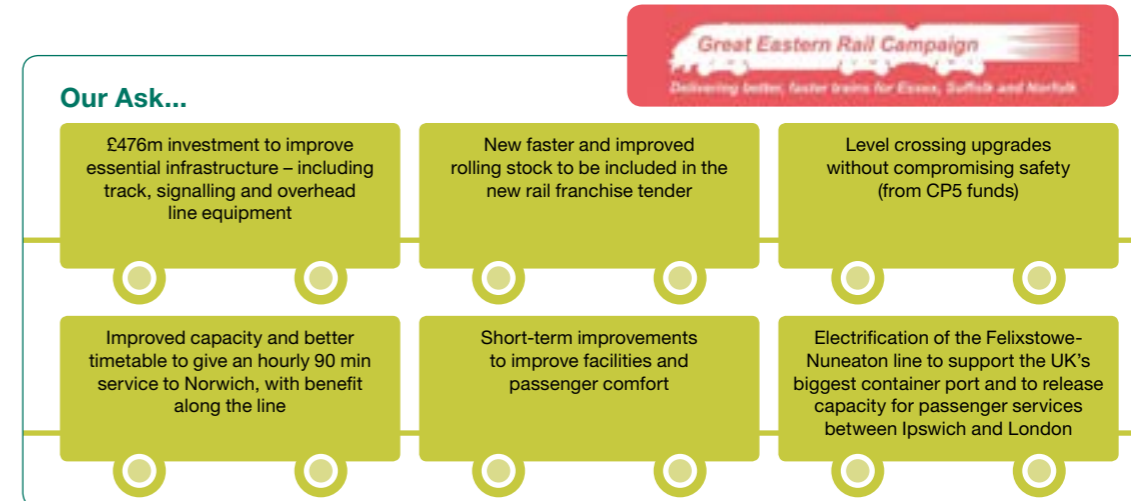 Great Eastern Rail Campaign
Delivering better, faster trains for Essex, Suffolk and Norfolk
Our Ask...
£476m investment to improve
essential infrastructure – including
track, signalling and overhead
line equipment
New faster and improved
rolling stock to be included in the
new rail franchise tender
Level crossing upgrades
without compromising safety
(from CP5 funds)
Improved capacity and better
timetable to give an hourly 90 min
service to Norwich, with benefit
along the line
Short-term improvements
to improve facilities and
passenger comfort
Electrification of the Felixstowe-
Nuneaton line to support the UK's
biggest container port and to release
capacity for passenger services
between Ipswich and London